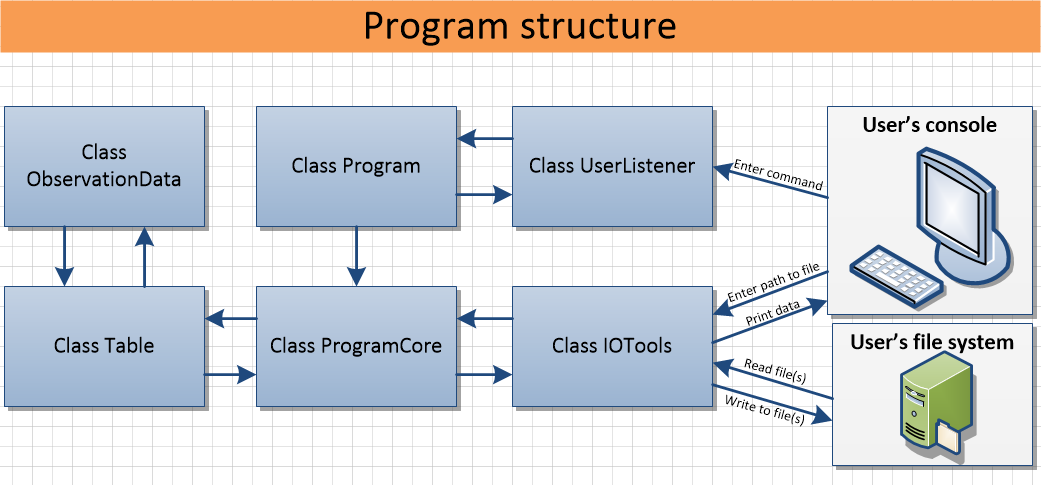 Program structure
Class
ObservationData
Class Program
Class UserListener
User's console
Enter command
Enter path to file
Print data
Class Table
Class ProgramCore
Class IOTools
User's file system
Read file(s)
Write to file(s)